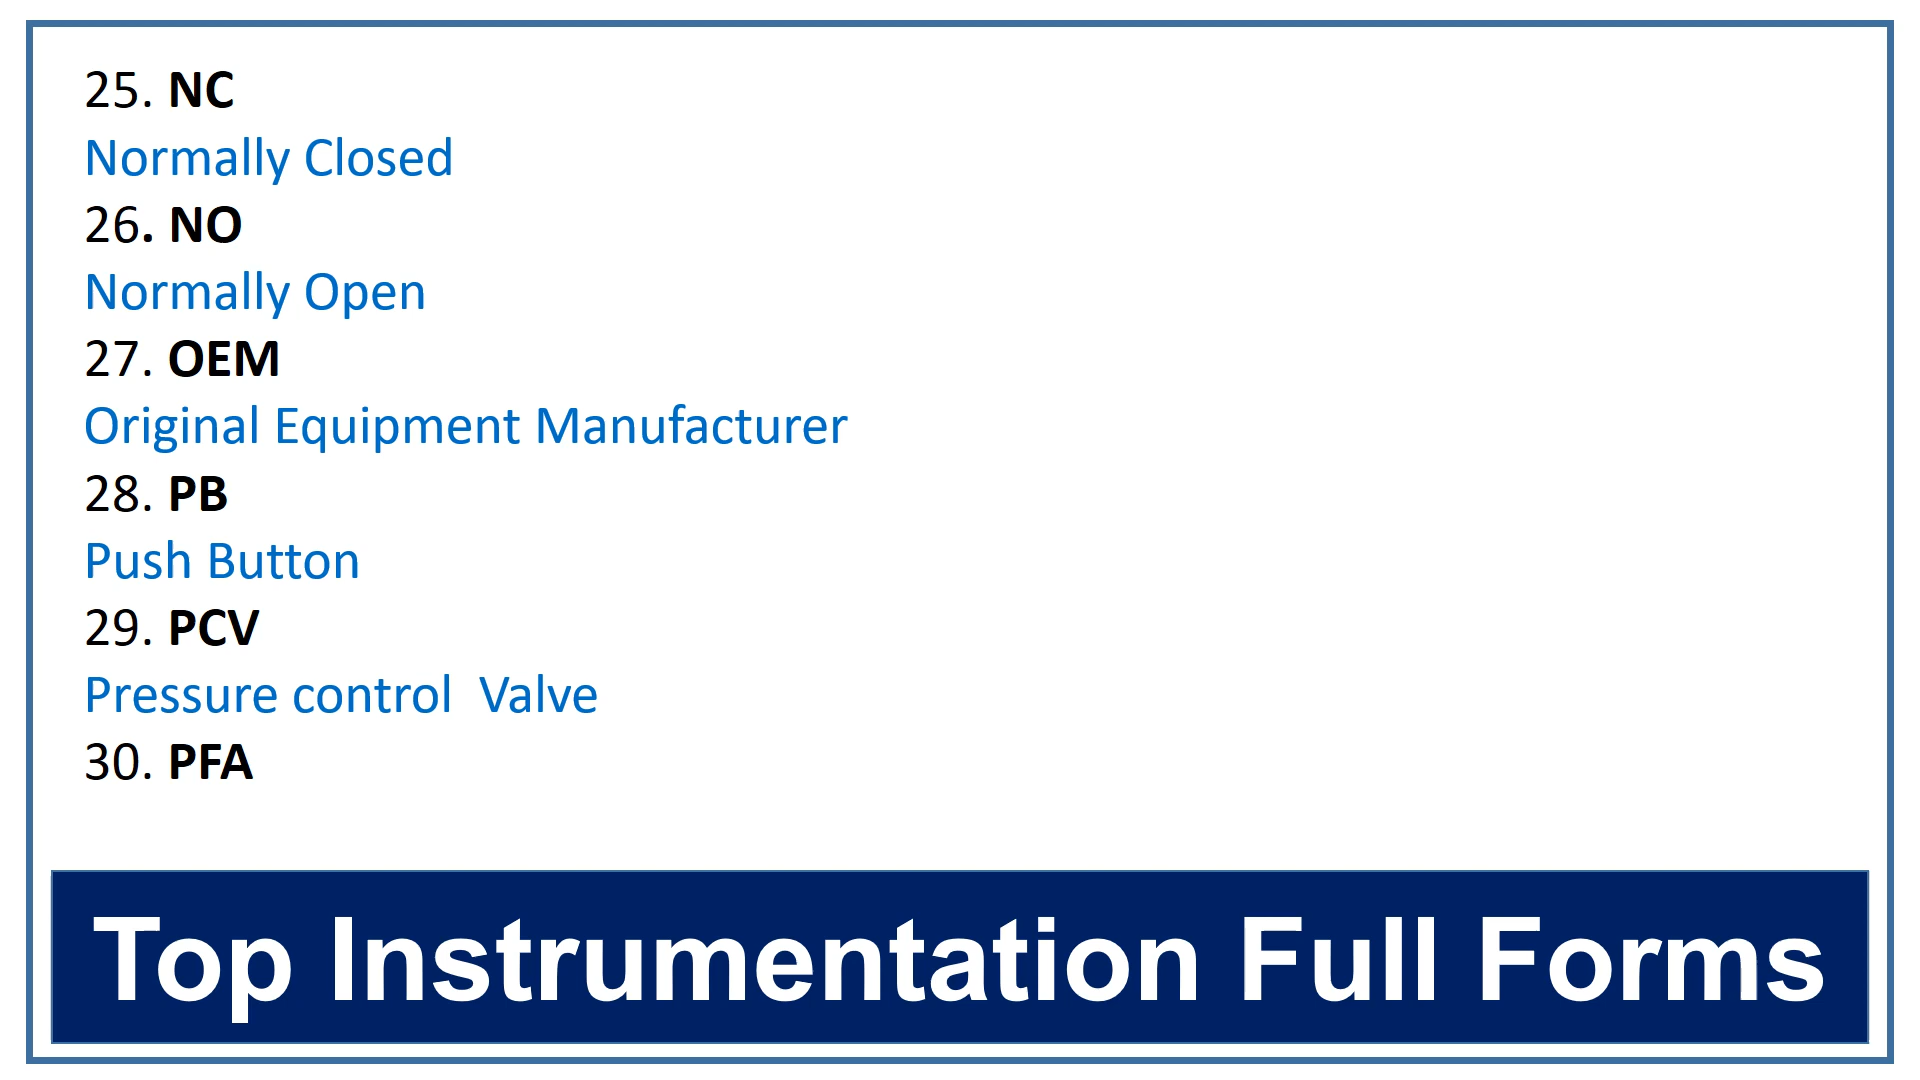 25. NC
Normally Closed
26. NO
Normally Open
27. OEM
Original Equipment Manufacturer
28. PB
Push Button
29. PCV
Pressure control  Valve
30. PFA
Top Instrumentation Full Forms